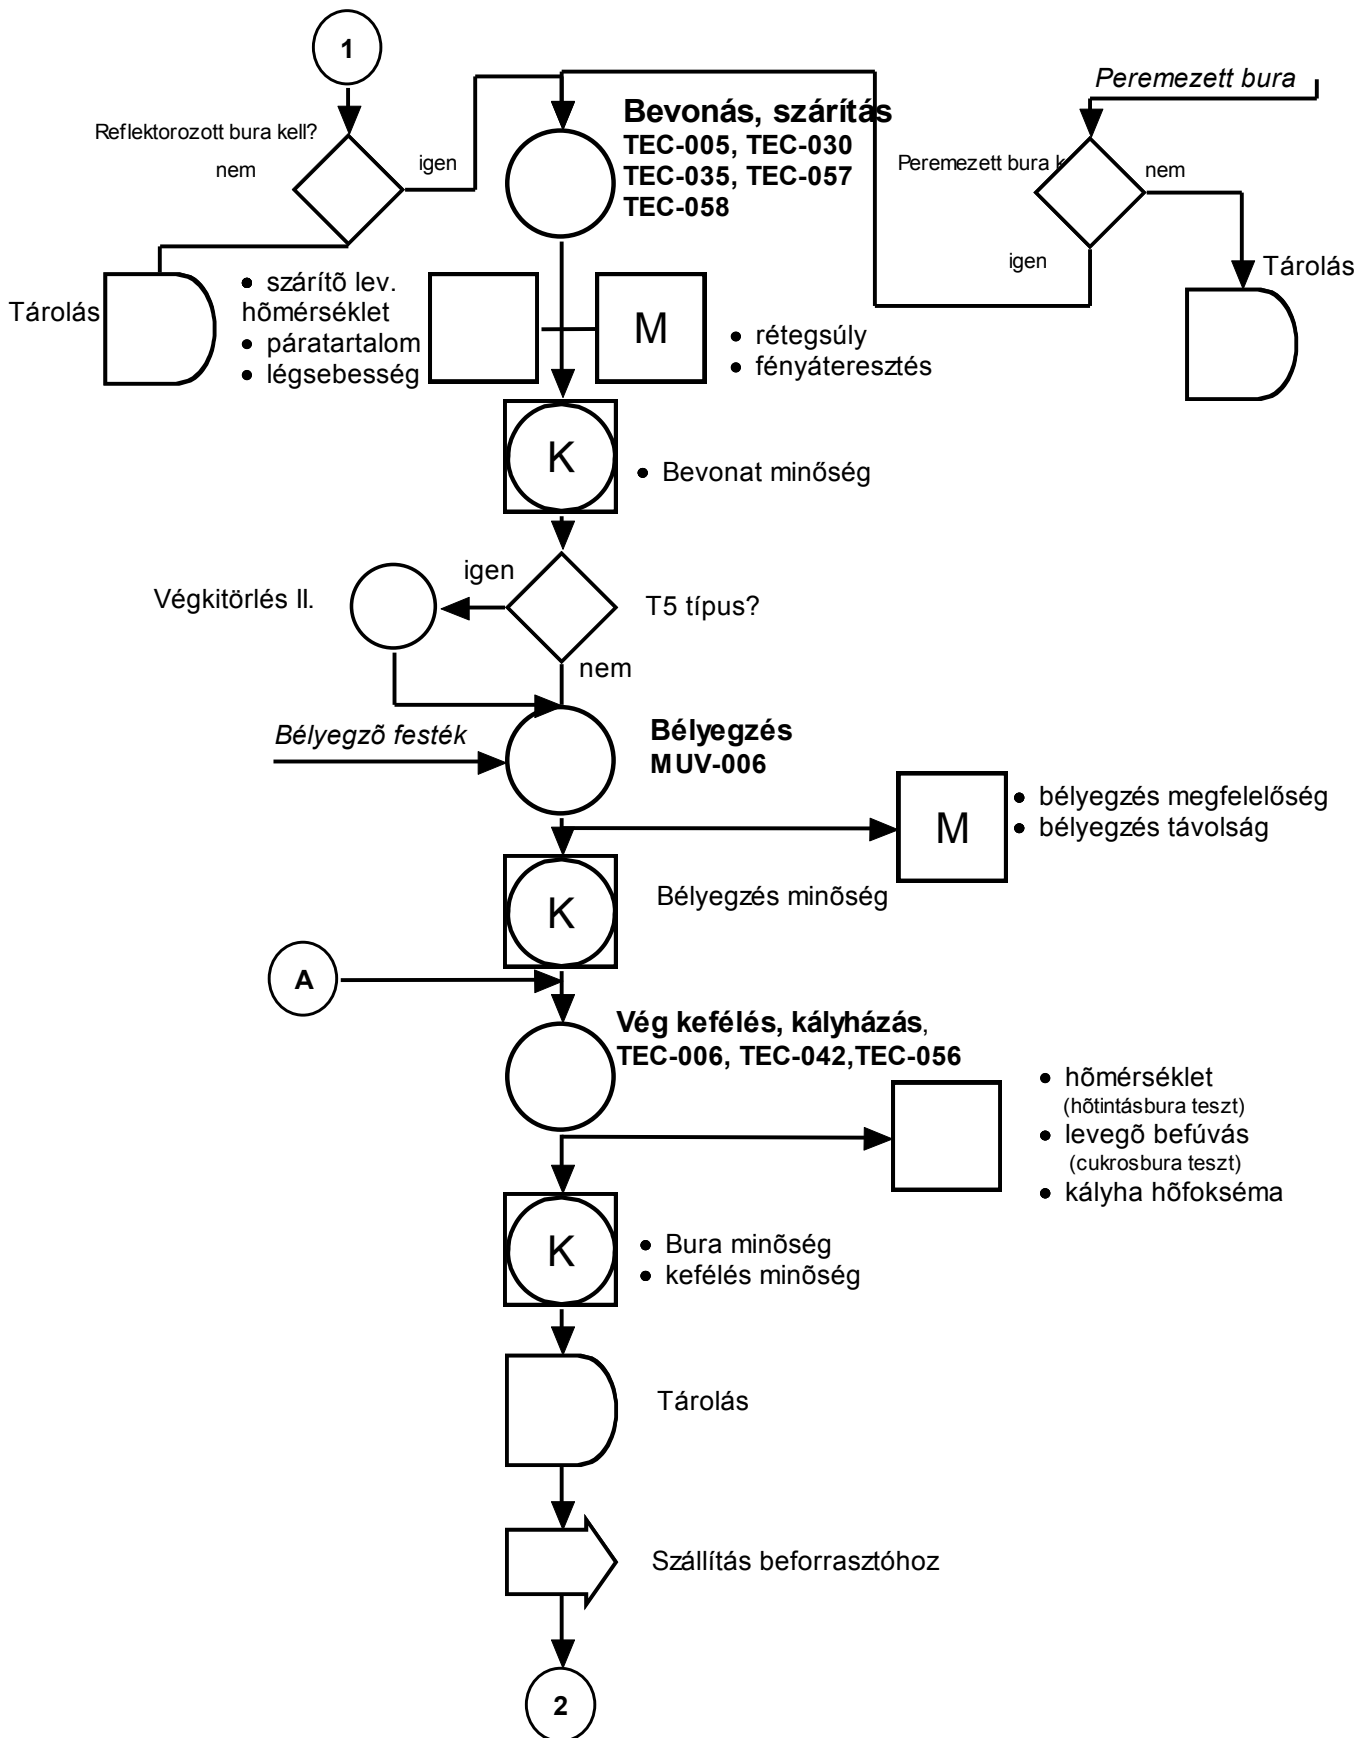 1
Peremezett bura
Reflektorozott bura kell?
nem
igen
Bevonás, szárítás
TEC-005, TEC-030
TEC-035, TEC-057
TEC-058
Peremezett bura k
nem
igen
Tárolás
Tárolás
• szárítõ lev.
hõmérséklet
• páratartalom
• légsebesség
M
• rétegsúly
• fényáteresztés
K
• Bevonat minőség
igen
Végkitörlés II.
T5 típus?
nem
Bélyegzõ festék
Bélyegzés
MUV-006
M
• bélyegzés megfelelőség
• bélyegzés távolság
K
Bélyegzés minõség
A
Vég kefélés, kályházás,
TEC-006, TEC-042,TEC-056
• hõmérséklet
(hõtintásbura teszt)
• levegõ befúvás
(cukrosbura teszt)
• kályha hõfokséma
K
• Bura minõség
• kefélés minõség
Tárolás
Szállítás beforrasztóhoz
2